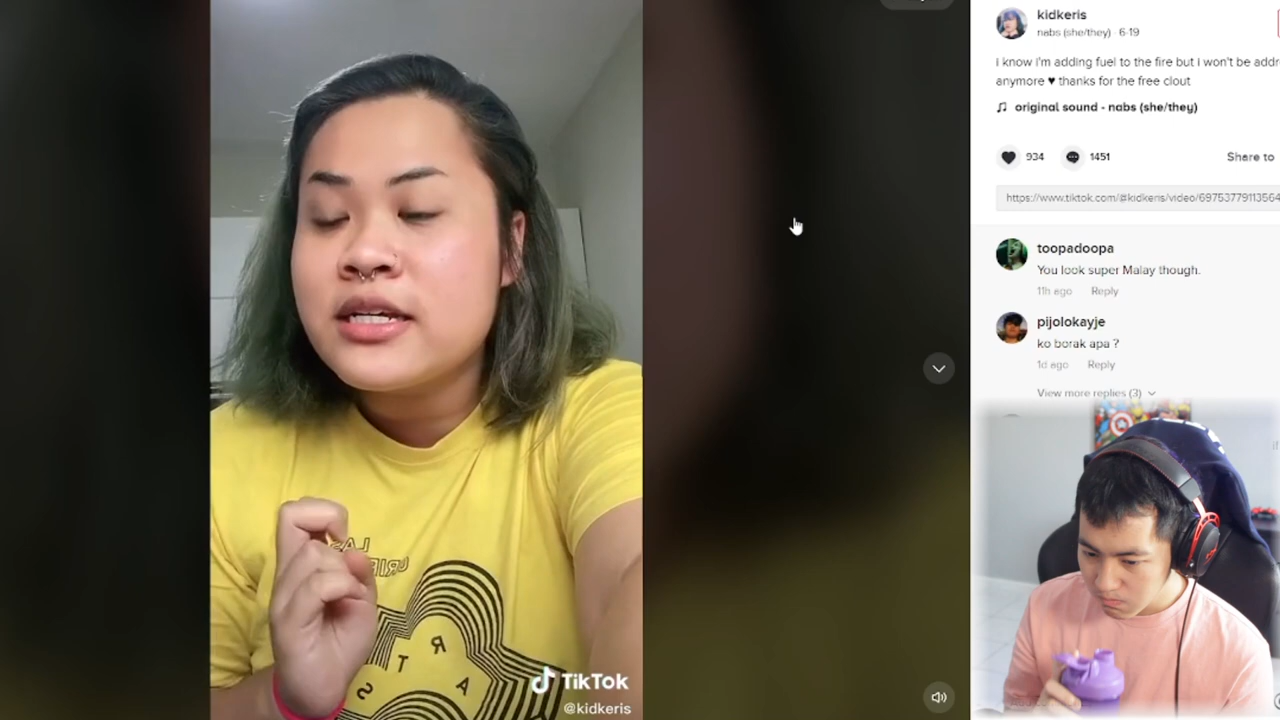 kidkeris
nabs (she/they) · 6-19
i know i'm adding fuel to the fire but i won't be addr
anymore ♥ thanks for the free clout
♫ original sound - nabs (she/they)
934
1451
Share to
https://www.tiktok.com/@kidkeris/video/69753779113564
toopadoopa
You look super Malay though.
11h ago Reply
pijolokayje
ko borak apa ?
1d ago Reply
View more replies (3)
TikTok
@kidkeris